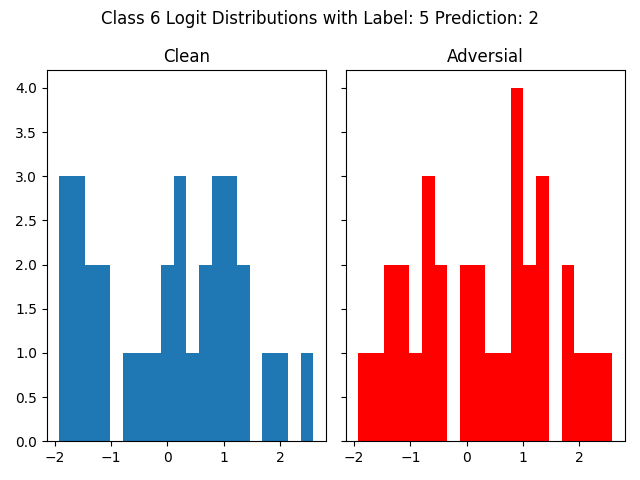 Class 6 Logit Distributions with Label: 5 Prediction: 2
Clean
Adversial
4.0
3.5
3.0
2.5
2.0
1.5
1.0
0.5
0.0
−2 −1 0 1 2
−2 −1 0 1 2